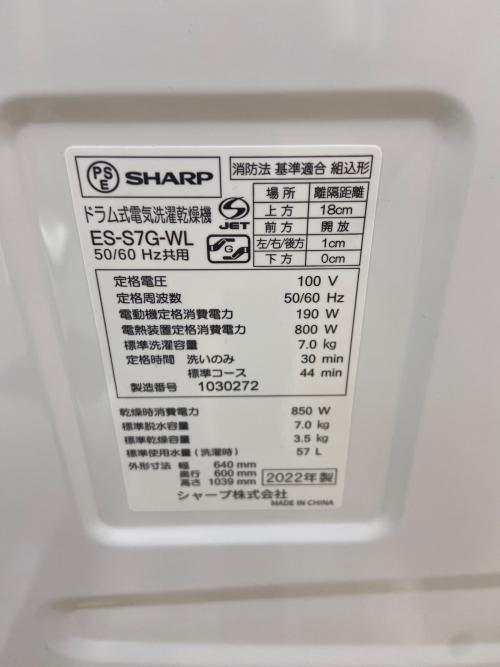 PSE SHARP
ドラム式電気洗濯乾燥機
ES-S7G-WL
50/60 Hz共用
S JET
G
消防法 基準適合 組込形
場所 離隔距離
上方 18cm
前方 開放
左/右/後方 1cm
下方 0cm
定格電圧 100 V
定格周波数 50/60 Hz
電動機定格消費電力 190 W
電熱装置定格消費電力 800 W
標準洗濯容量 7.0 kg
定格時間 洗いのみ 30 min
標準コース 44 min
製造番号 1030272
乾燥時消費電力 850 W
標準脱水容量 7.0 kg
標準乾燥容量 3.5 kg
標準使用水量(洗濯時) 57 L
外形寸法 幅 640 mm
奥行 600 mm
高さ 1039 mm
2022年製
シャープ株式会社
MADE IN CHINA